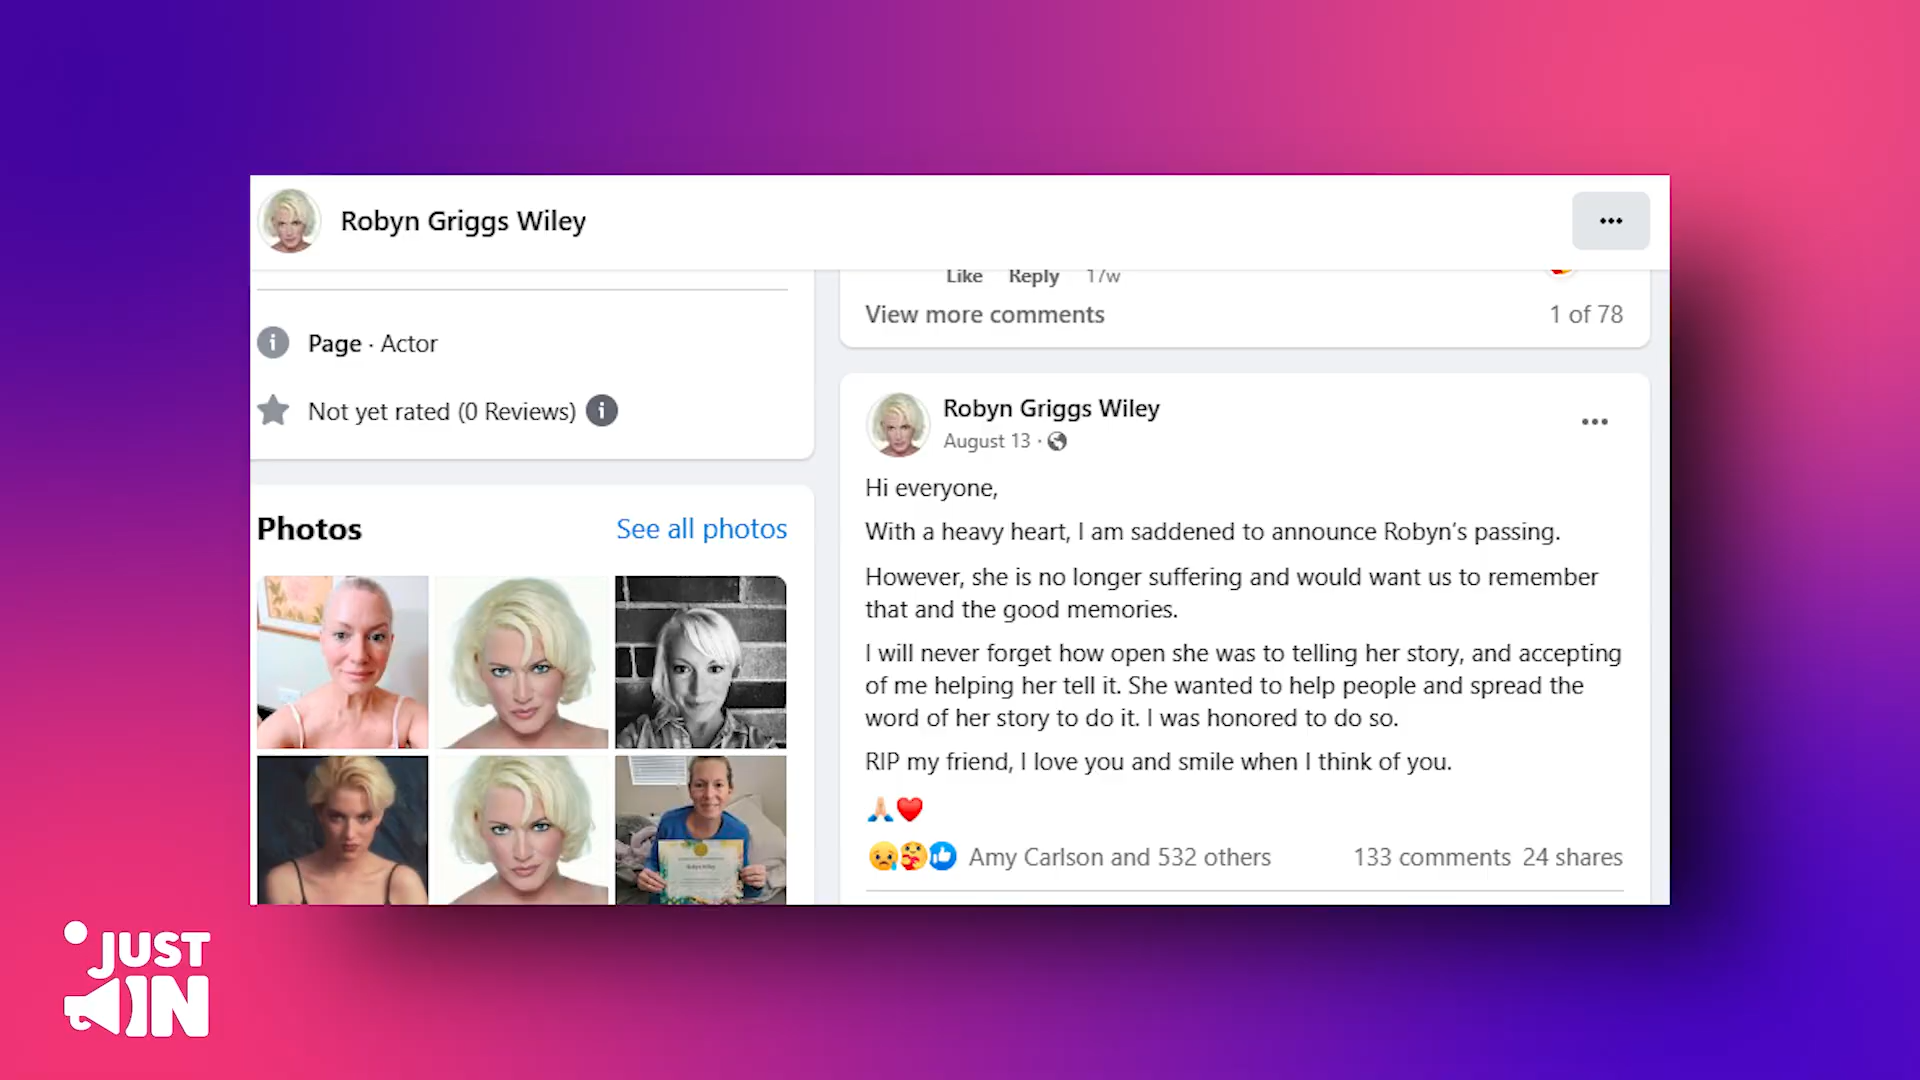 Robyn Griggs Wiley
...
Page · Actor
Not yet rated (0 Reviews)
Photos
See all photos
Like Reply 17w
View more comments
1 of 78
Robyn Griggs Wiley
August 13 ·
Hi everyone,
With a heavy heart, I am saddened to announce Robyn's passing.
However, she is no longer suffering and would want us to remember
that and the good memories.
I will never forget how open she was to telling her story, and accepting
of me helping her tell it. She wanted to help people and spread the
word of her story to do it. I was honored to do so.
RIP my friend, I love you and smile when I think of you.
🙏🏻❤️
Amy Carlson and 532 others
133 comments 24 shares
JUST
IN